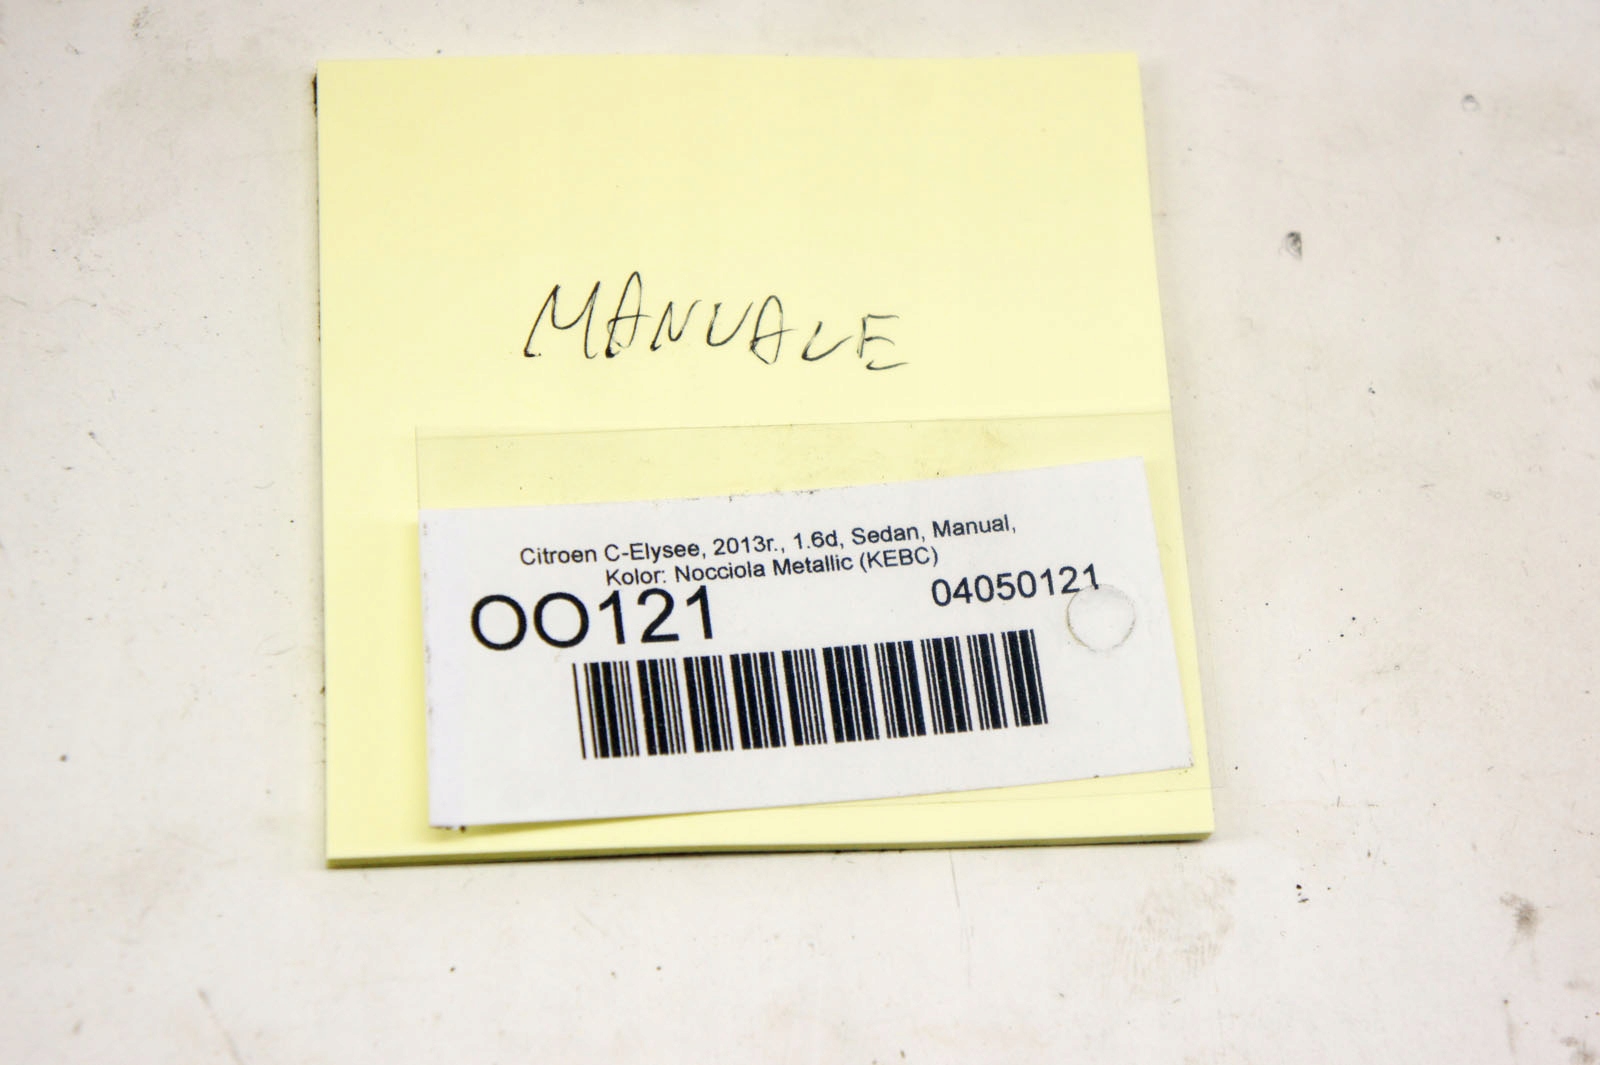 MANUALE
Citroen C-Elysee, 2013r., 1.6d, Sedan, Manual,
Kolor: Nocciola Metallic (KEBC)
OO121 04050121